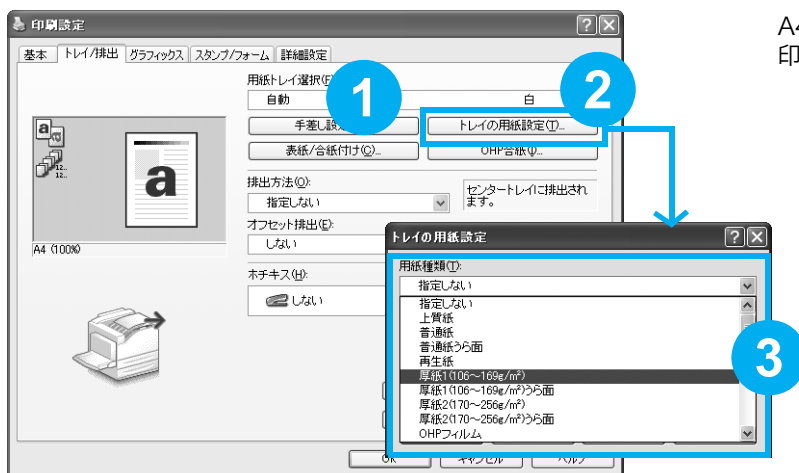 印刷設定
基本 トレイ/排出 グラフィックス スタンプ/フォーム 詳細設定
用紙トレイ選択(F)
自動 白
1
2
手差し設定
トレイの用紙設定(T)...
表紙/合紙付け(C)...
OHP合紙
排出方法(O):
指定しない
センタートレイに排出され
ます。
オフセット排出(E):
しない
A4 (100%)
ホチキス(H):
しない
a
トレイの用紙設定
用紙種類(T):
指定しない
指定しない
上質紙
普通紙
普通紙うら面
再生紙
厚紙1(106~169g/m²)
厚紙1(106~169g/m²)うら面
厚紙2(170~256g/m²)
厚紙2(170~256g/m²)うら面
OHPフィルム
3
OK キャンセル ヘルプ
A4
印